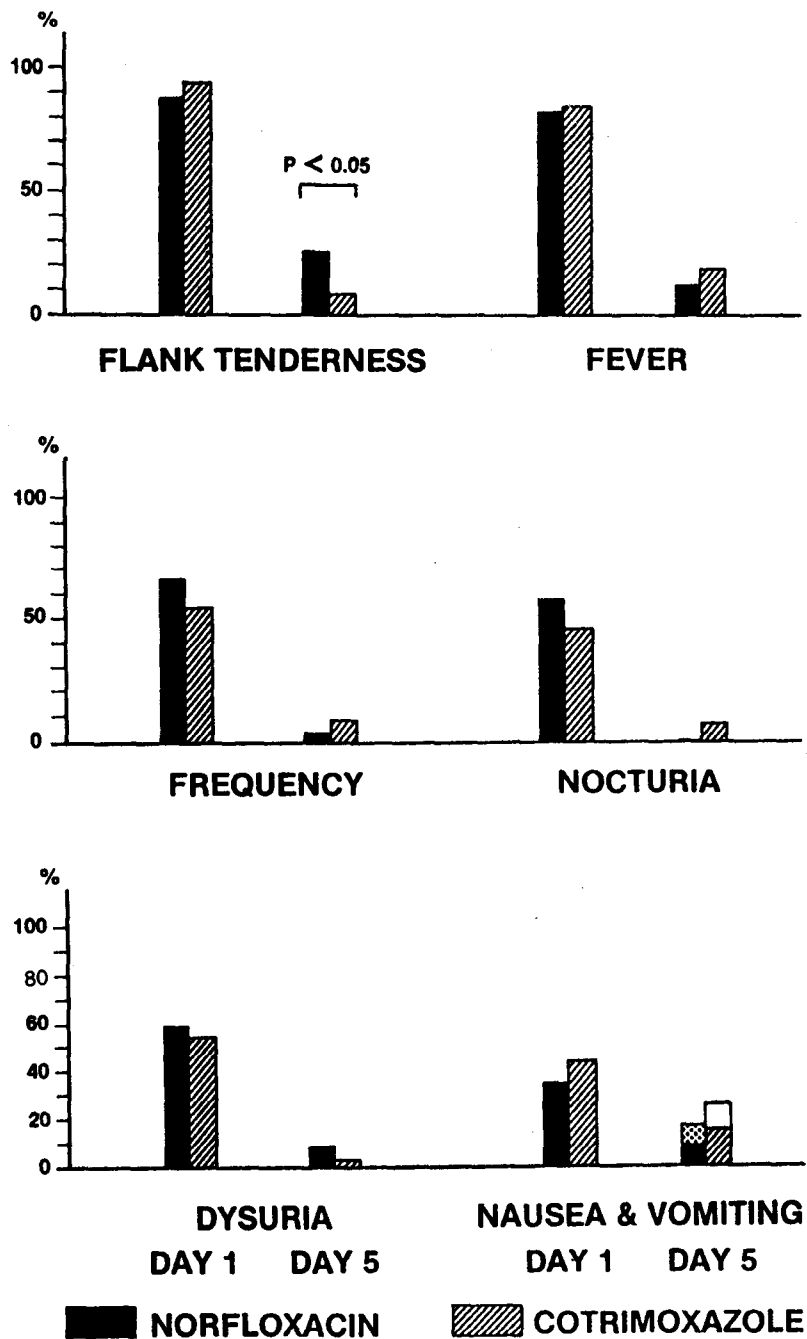 %
100
50
0
P < 0.05
FLANK TENDERNESS
FEVER
%
100
50
0
FREQUENCY
NOCTURIA
%
100
80
60
40
20
0
DYSURIA
NAUSEA & VOMITING
DAY 1 DAY 5
DAY 1 DAY 5
NORFLOXACIN
COTRIMOXAZOLE